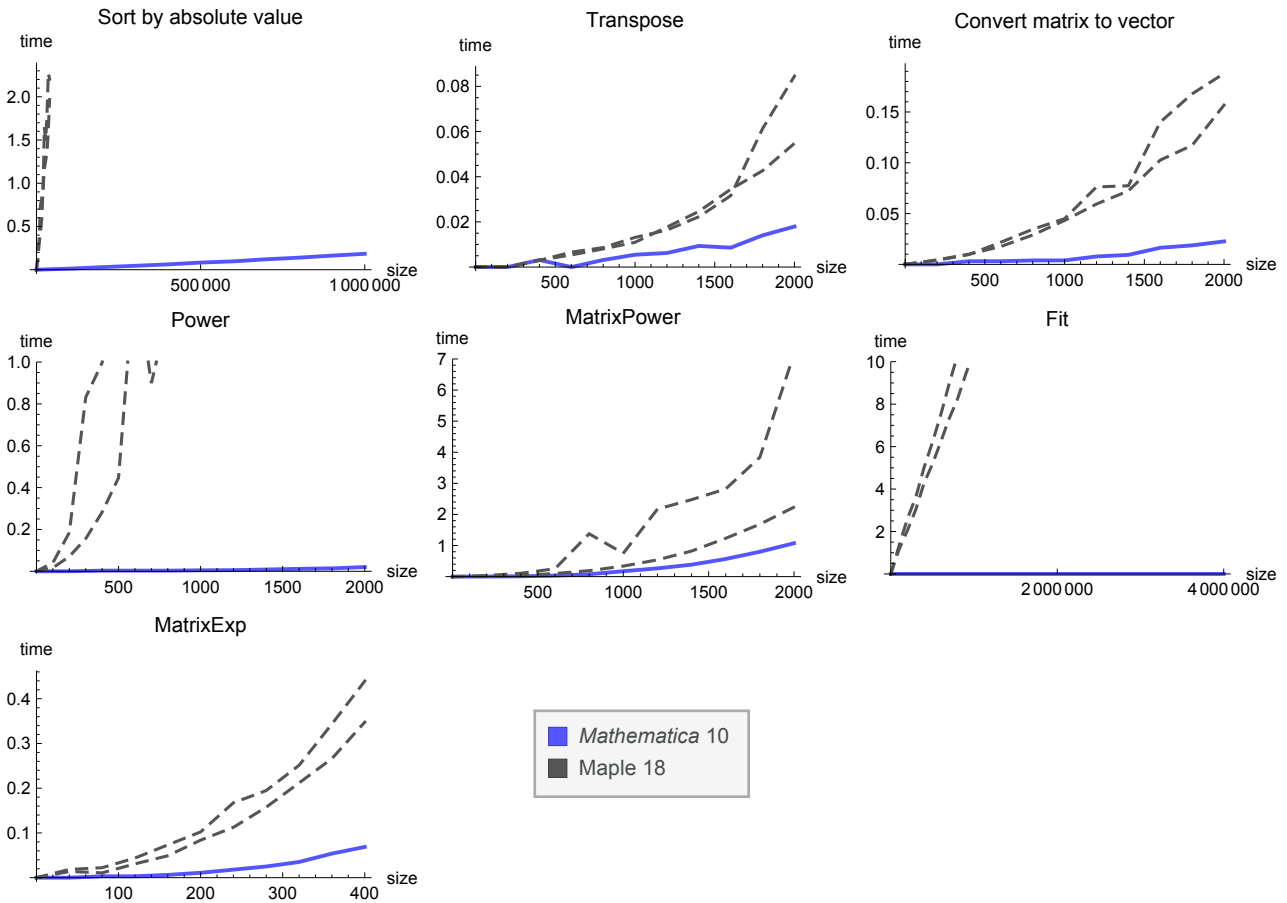 Sort by absolute value
time
2.0
1.5
1.0
0.5
500 000
1 000 000
size
Transpose
time
0.08
0.06
0.04
0.02
500
1000
1500
2000
size
Convert matrix to vector
time
0.15
0.10
0.05
500
1000
1500
2000
size
Power
time
1.0
0.8
0.6
0.4
0.2
500
1000
1500
2000
size
MatrixPower
time
7
6
5
4
3
2
1
500
1000
1500
2000
size
Fit
time
10
8
6
4
2
2 000 000
4 000 000
size
MatrixExp
time
0.4
0.3
0.2
0.1
100
200
300
400
size
Mathematica 10
Maple 18